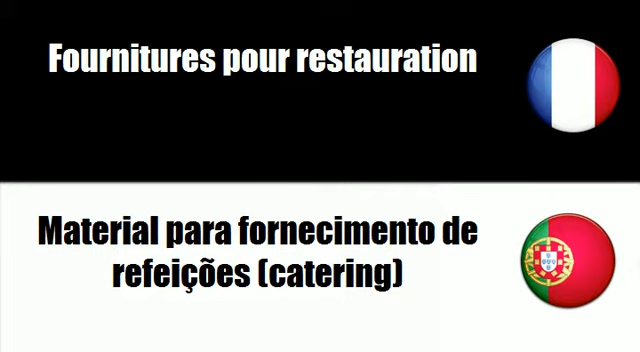 Fournitures pour restauration
Material para fornecimento de
refeições (catering)